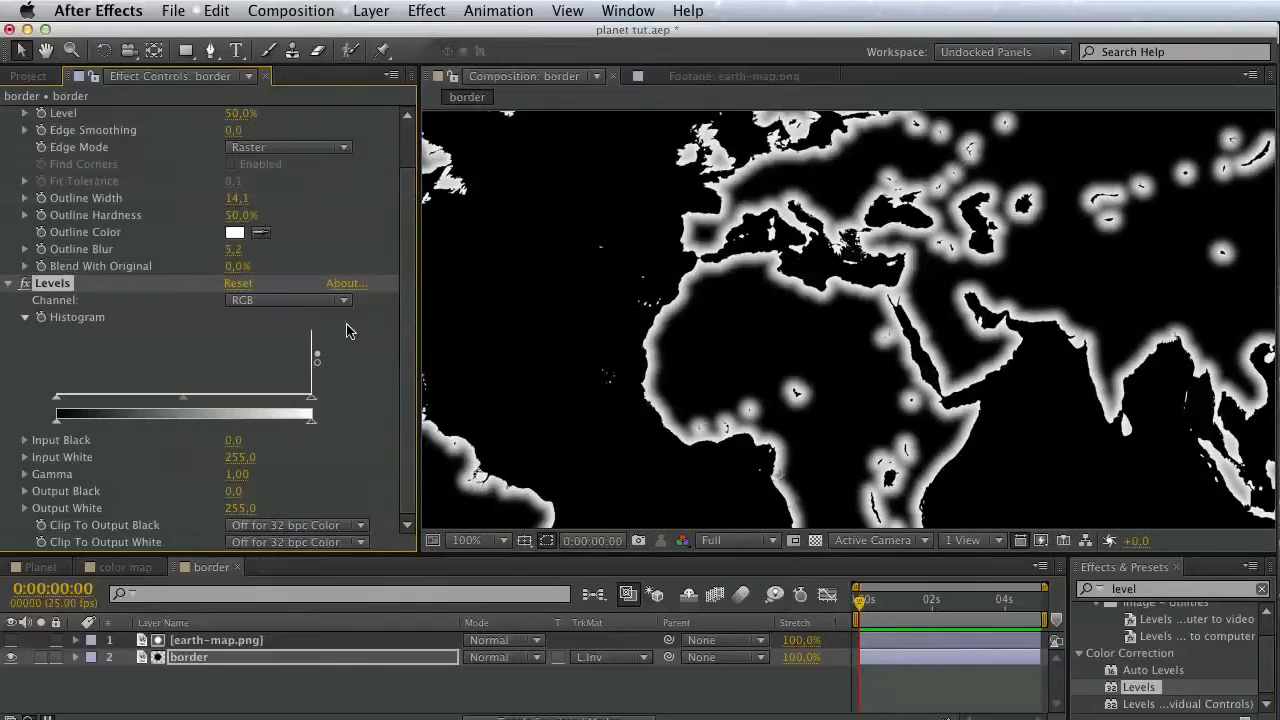 After Effects File Edit Composition Layer Effect Animation View Window Help
planet tut.aep *
Workspace: Undocked Panels Search Help
Project Effect Controls: border Composition: border Footage: earth-map.png
border • border
border
Level 50,0%
Edge Smoothing 0,0
Edge Mode Raster
Find Corners Enabled
Fit Tolerance 0,1
Outline Width 14,1
Outline Hardness 50,0%
Outline Color
Outline Blur 5,2
Blend With Original 0,0%
fx Levels Reset About...
Channel: RGB
Histogram
Input Black 0,0
Input White 255,0
Gamma 1,00
Output Black 0,0
Output White 255,0
Clip To Output Black Off for 32 bpc Color
Clip To Output White Off for 32 bpc Color
100% 0:00:00:00 Full Active Camera 1 View +0,0
Planet color map border Effects & Presets
0:00:00:00
00000 (25.00 fps)
level
02s 04s
# Layer Name Mode T TrkMat Parent Stretch
1 [earth-map.png] Normal None 100,0%
2 border Normal L.Inv None 100,0%
Image - Utilities
Levels ...uter to video
Levels ... to computer
Color Correction
Auto Levels
Levels
Levels ...vidual Controls)